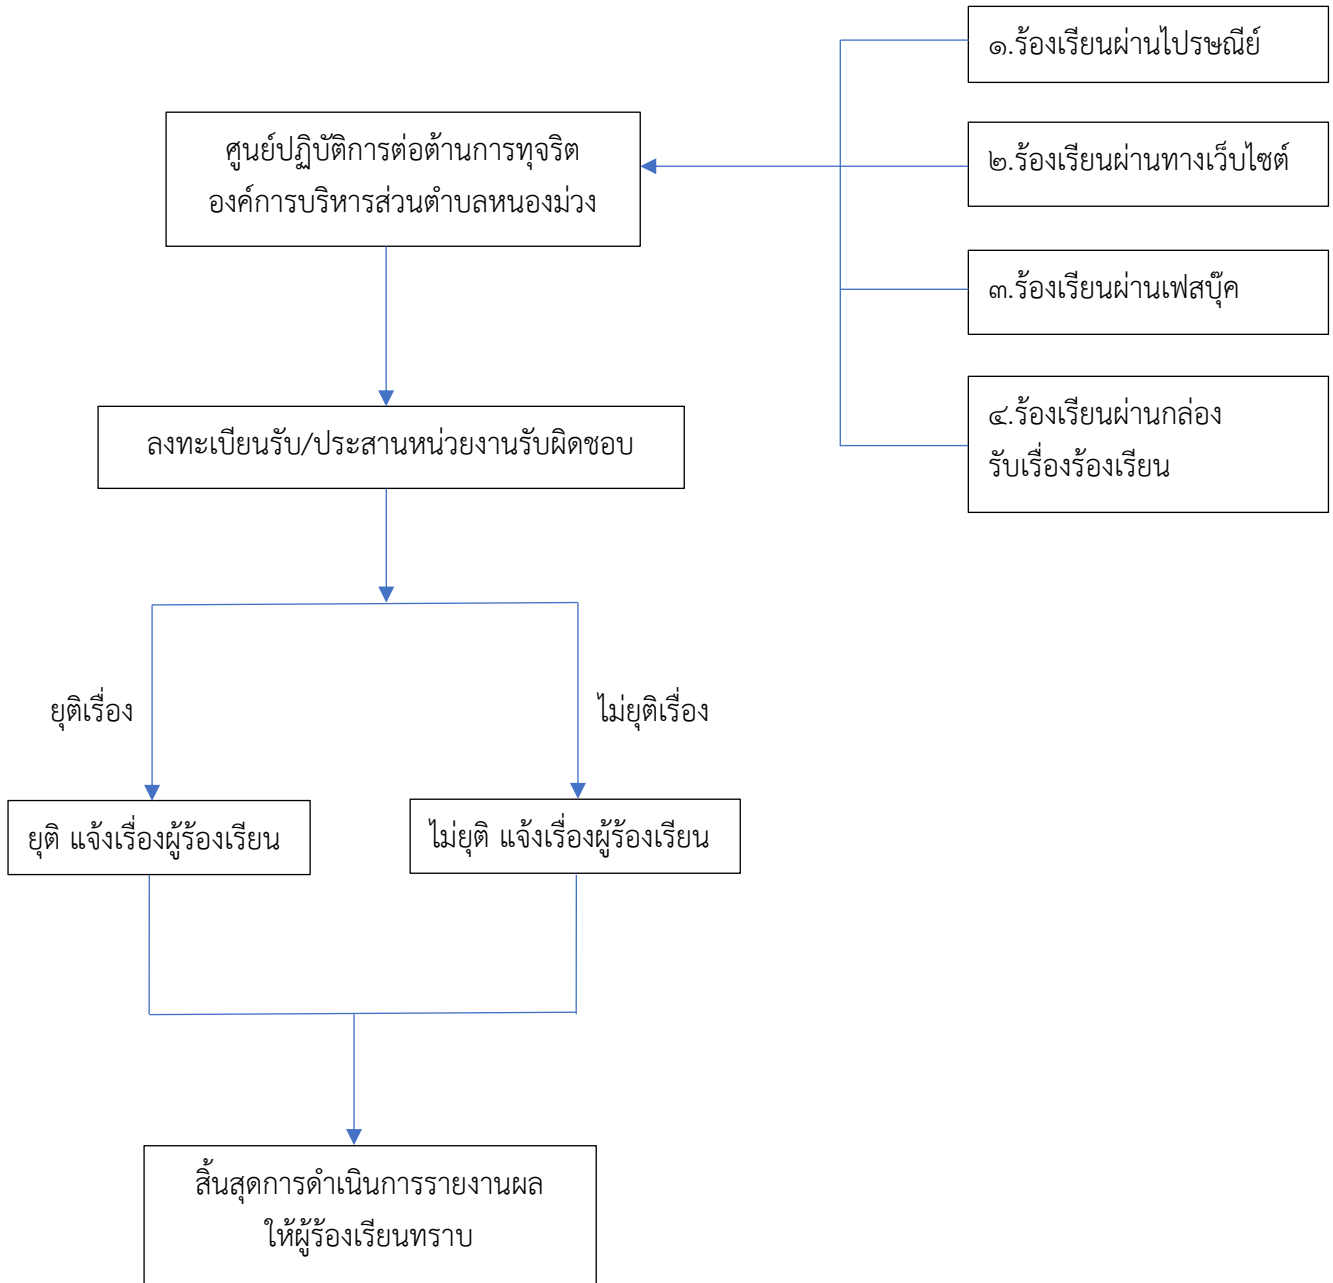 ๑.ร้องเรียนผ่านไปรษณีย์
ศูนย์ปฏิบัติการต่อต้านการทุจริต
องค์การบริหารส่วนตำบลหนองม่วง
๒.ร้องเรียนผ่านทางเว็บไซต์
๓.ร้องเรียนผ่านเฟสบุ๊ค
๔.ร้องเรียนผ่านกล่อง
รับเรื่องร้องเรียน
ลงทะเบียนรับ/ประสานหน่วยงานรับผิดชอบ
ยุติเรื่อง
ไม่ยุติเรื่อง
ยุติ แจ้งเรื่องผู้ร้องเรียน
ไม่ยุติ แจ้งเรื่องผู้ร้องเรียน
สิ้นสุดการดำเนินการรายงานผล
ให้ผู้ร้องเรียนทราบ